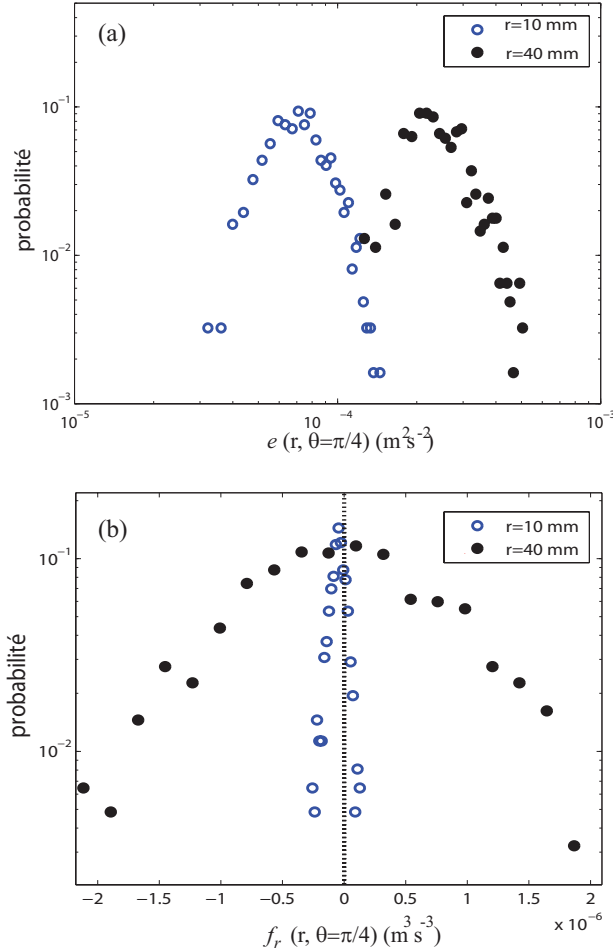 (a)
r=10 mm
r=40 mm
10⁻¹
10⁻²
10⁻³
probabilité
10⁻⁵
10⁻⁴
10⁻³
e (r, θ=π/4) (m²s⁻²)
(b)
r=10 mm
r=40 mm
10⁻¹
10⁻²
probabilité
−2
−1.5
−1
−0.5
0
0.5
1
1.5
2
x 10⁻⁶
f_r (r, θ=π/4) (m³s⁻³)